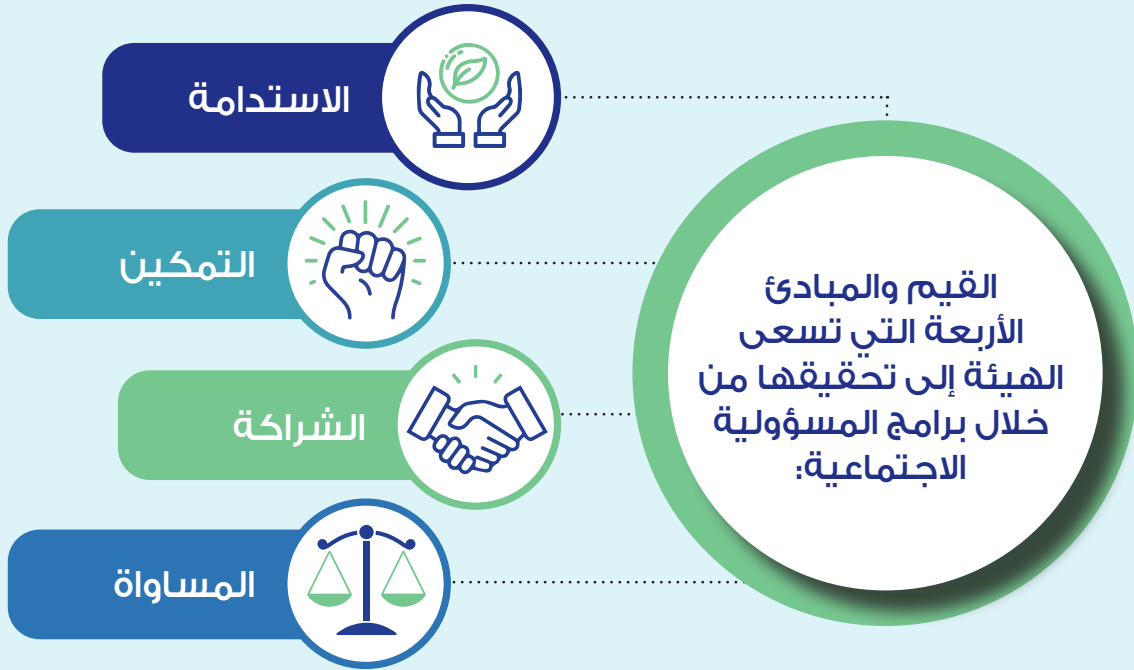 القيم والمبادئ
الأربعة التي تسعى
الهيئة إلى تحقيقها من
خلال برامج المسؤولية
الاجتماعية:
الاستدامة
التمكين
الشراكة
المساواة